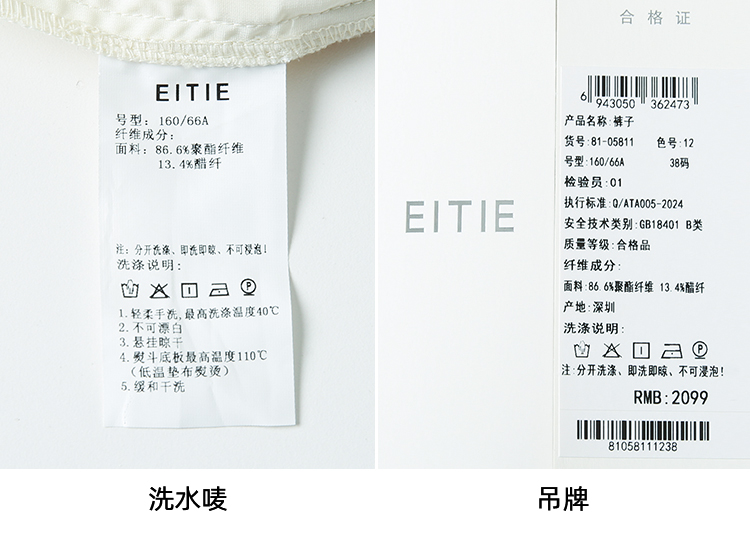 EITIE
号型: 160/66A
纤维成分:
面料: 86.6%聚酯纤维
13.4%醋纤
注: 分开洗涤、即洗即晾、不可浸泡!
洗涤说明:
P
1.轻柔手洗,最高洗涤温度40℃
2.不可漂白
3.悬挂晾干
4.熨斗底板最高温度110℃
(低温垫布熨烫)
5.缓和干洗
洗水唛
合格证
EITIE
6 943050 362473
产品名称: 裤子
货号: 81-05811 色号: 12
号型: 160/66A 38码
检验员: 01
执行标准: Q/ATA005-2024
安全技术类别: GB18401 B类
质量等级: 合格品
纤维成分:
面料: 86.6%聚酯纤维 13.4%醋纤
产地: 深圳
洗涤说明:
P
注: 分开洗涤、即洗即晾、不可浸泡!
RMB: 2099
81058111238
吊牌